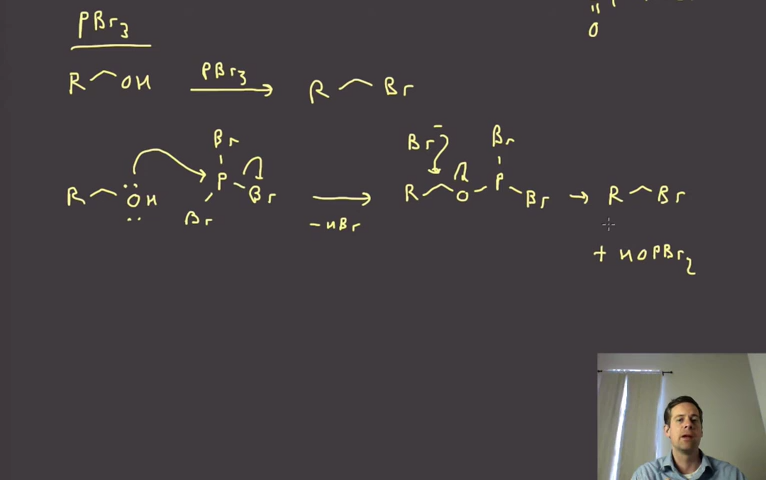 PBr3
O
R OH PBr3 R Br
Br Br- Br
R OH P Br R O P Br R Br
Br -HBr
+ HOPBr2